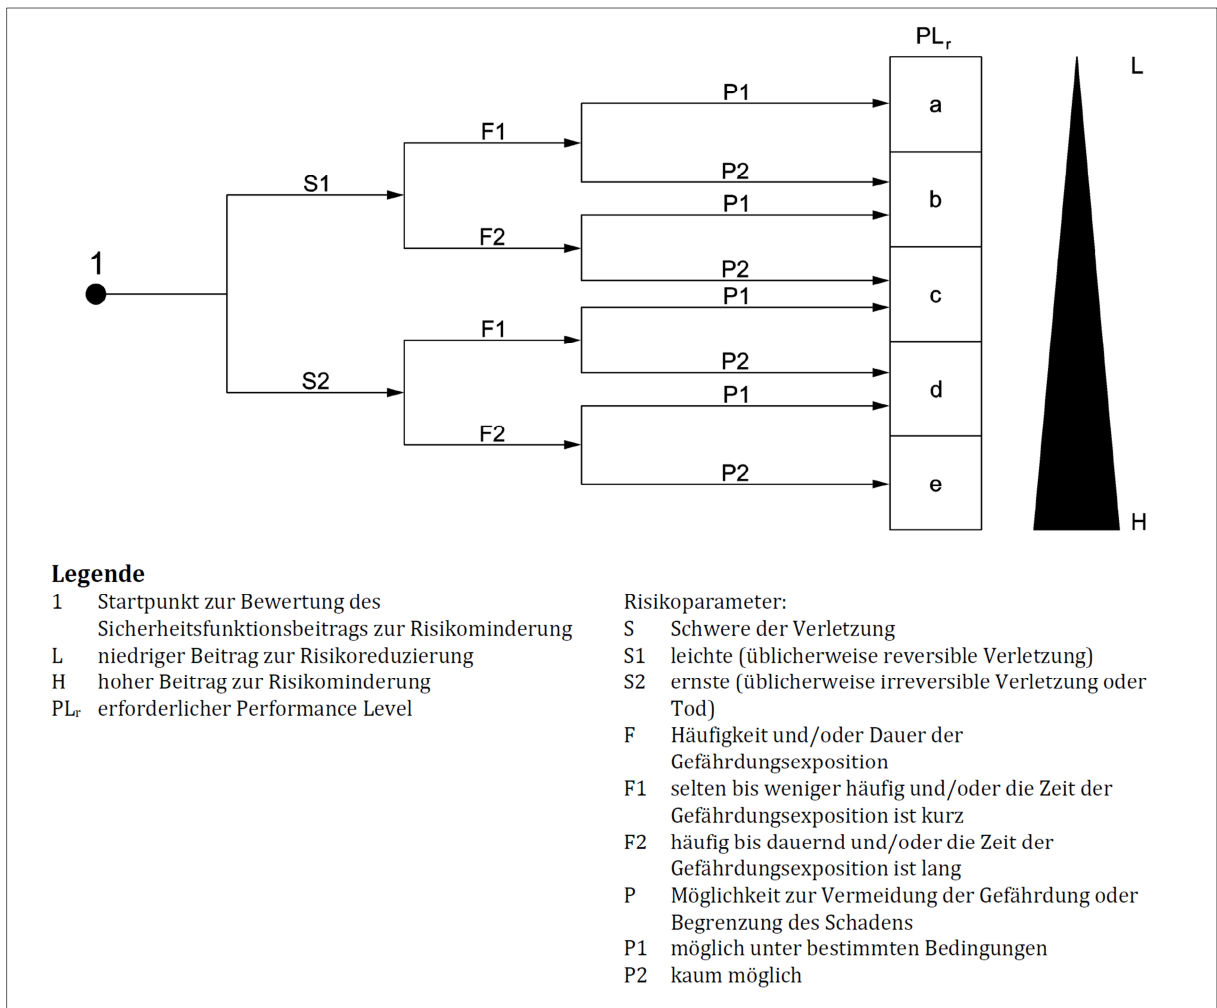 PLr
L
P1
a
F1
P2
S1
b
P1
F2
1
P2
c
P1
F1
P2
S2
d
P1
F2
P2
e
H
Legende
1 Startpunkt zur Bewertung des
Sicherheitsfunktionsbeitrags zur Risikominderung
L niedriger Beitrag zur Risikoreduzierung
H hoher Beitrag zur Risikominderung
PLr erforderlicher Performance Level
Risikoparameter:
S Schwere der Verletzung
S1 leichte (üblicherweise reversible Verletzung)
S2 ernste (üblicherweise irreversible Verletzung oder
Tod)
F Häufigkeit und/oder Dauer der
Gefährdungsexposition
F1 selten bis weniger häufig und/oder die Zeit der
Gefährdungsexposition ist kurz
F2 häufig bis dauernd und/oder die Zeit der
Gefährdungsexposition ist lang
P Möglichkeit zur Vermeidung der Gefährdung oder
Begrenzung des Schadens
P1 möglich unter bestimmten Bedingungen
P2 kaum möglich